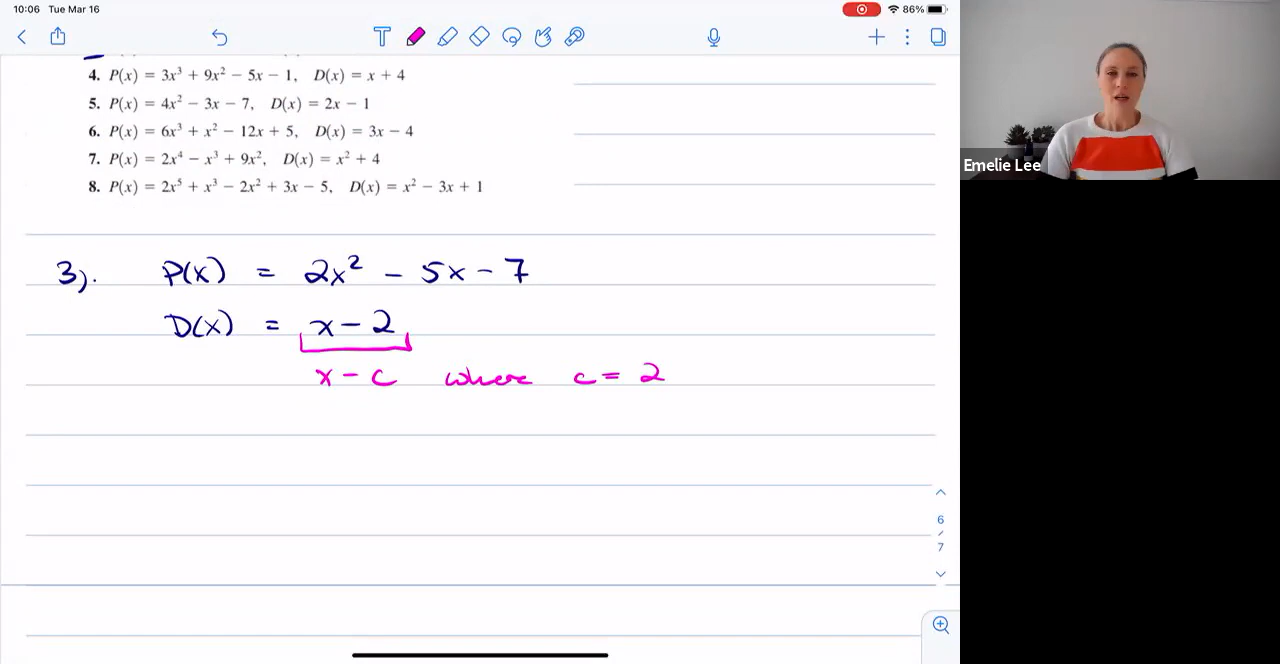 10:06 Tue Mar 16
86%
T
4. P(x) = 3x³ + 9x² − 5x − 1, D(x) = x + 4
5. P(x) = 4x² − 3x − 7, D(x) = 2x − 1
6. P(x) = 6x³ + x² − 12x + 5, D(x) = 3x − 4
7. P(x) = 2x⁴ − x³ + 9x², D(x) = x² + 4
8. P(x) = 2x⁵ + x³ − 2x² + 3x − 5, D(x) = x² − 3x + 1
Emelie Lee
3). P(x) = 2x² − 5x − 7
D(x) = x − 2
x − c where c = 2
6
/
7